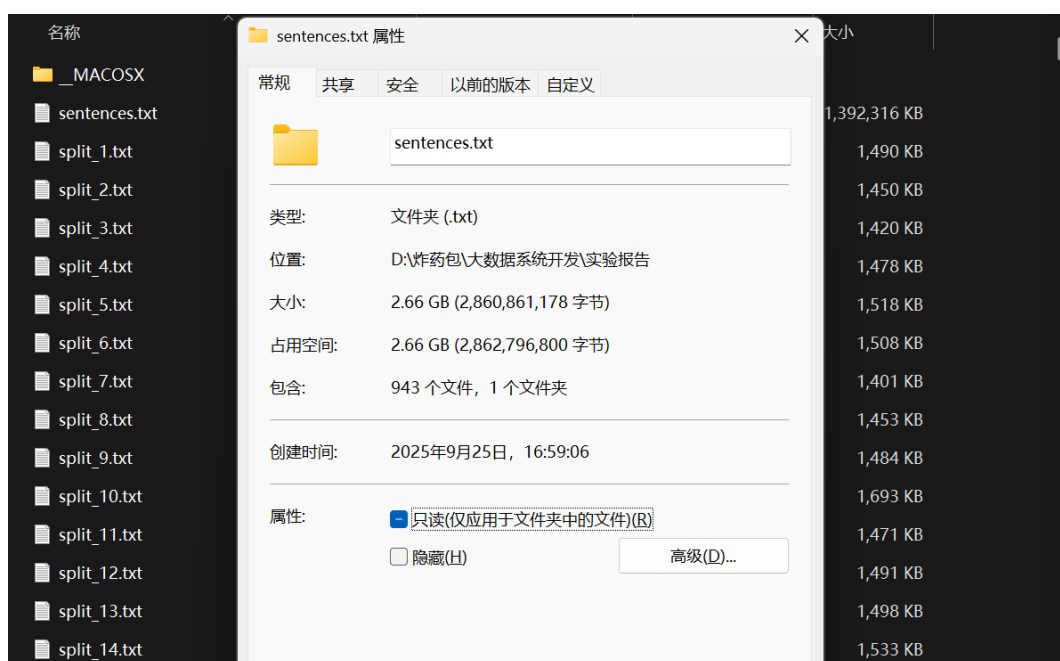 名称
大小
__MACOSX
sentences.txt 1,392,316 KB
split_1.txt 1,490 KB
split_2.txt 1,450 KB
split_3.txt 1,420 KB
split_4.txt 1,478 KB
split_5.txt 1,518 KB
split_6.txt 1,508 KB
split_7.txt 1,401 KB
split_8.txt 1,453 KB
split_9.txt 1,484 KB
split_10.txt 1,693 KB
split_11.txt 1,471 KB
split_12.txt 1,491 KB
split_13.txt 1,498 KB
split_14.txt 1,533 KB
sentences.txt 属性
常规 共享 安全 以前的版本 自定义
sentences.txt
类型: 文件夹 (.txt)
位置: D:\炸药包\大数据系统开发\实验报告
大小: 2.66 GB (2,860,861,178 字节)
占用空间: 2.66 GB (2,862,796,800 字节)
包含: 943 个文件，1 个文件夹
创建时间: 2025年9月25日，16:59:06
属性: 只读(仅应用于文件夹中的文件)(R)
隐藏(H) 高级(D)...